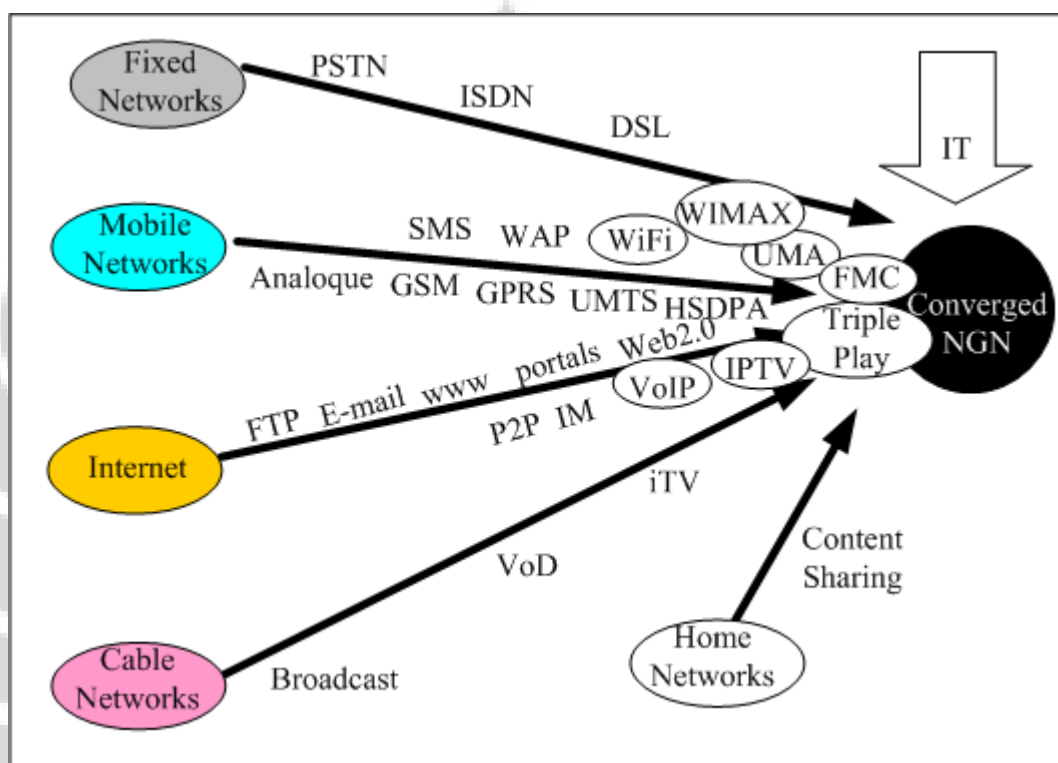 Fixed
Networks
PSTN
ISDN
DSL
IT
Mobile
Networks
SMS WAP
WiFi
WIMAX
UMA
FMC
Analoque GSM GPRS UMTS HSDPA
Converged
NGN
Triple
Play
Internet
FTP E-mail www portals Web2.0
P2P IM
VoIP
IPTV
iTV
VoD
Content
Sharing
Cable
Networks
Broadcast
Home
Networks